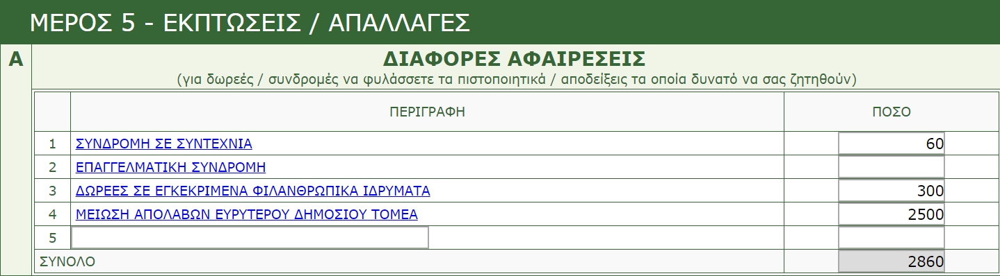 ΜΕΡΟΣ 5 - ΕΚΠΤΩΣΕΙΣ / ΑΠΑΛΛΑΓΕΣ
Α ΔΙΑΦΟΡΕΣ ΑΦΑΙΡΕΣΕΙΣ
(για δωρεές / συνδρομές να φυλάσσετε τα πιστοποιητικά / αποδείξεις τα οποία δυνατό να σας ζητηθούν)
ΠΕΡΙΓΡΑΦΗ ΠΟΣΟ
1 ΣΥΝΔΡΟΜΗ ΣΕ ΣΥΝΤΕΧΝΙΑ 60
2 ΕΠΑΓΓΕΛΜΑΤΙΚΗ ΣΥΝΔΡΟΜΗ
3 ΔΩΡΕΕΣ ΣΕ ΕΓΚΕΚΡΙΜΕΝΑ ΦΙΛΑΝΘΡΩΠΙΚΑ ΙΔΡΥΜΑΤΑ 300
4 ΜΕΙΩΣΗ ΑΠΟΛΑΒΩΝ ΕΥΡΥΤΕΡΟΥ ΔΗΜΟΣΙΟΥ ΤΟΜΕΑ 2500
5
ΣΥΝΟΛΟ 2860